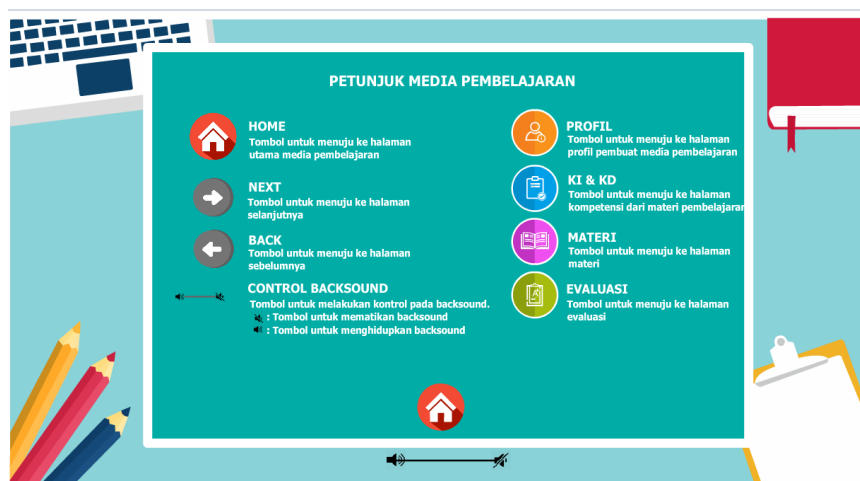 PETUNJUK MEDIA PEMBELAJARAN
HOME
Tombol untuk menuju ke halaman
utama media pembelajaran
NEXT
Tombol untuk menuju ke halaman
selanjutnya
BACK
Tombol untuk menuju ke halaman
sebelumnya
CONTROL BACKSOUND
Tombol untuk melakukan kontrol pada backsound.
: Tombol untuk mematikan backsound
: Tombol untuk menghidupkan backsound
PROFIL
Tombol untuk menuju ke halaman
profil pembuat media pembelajaran
KI & KD
Tombol untuk menuju ke halaman
kompetensi dari materi pembelajaran
MATERI
Tombol untuk menuju ke halaman
materi
EVALUASI
Tombol untuk menuju ke halaman
evaluasi